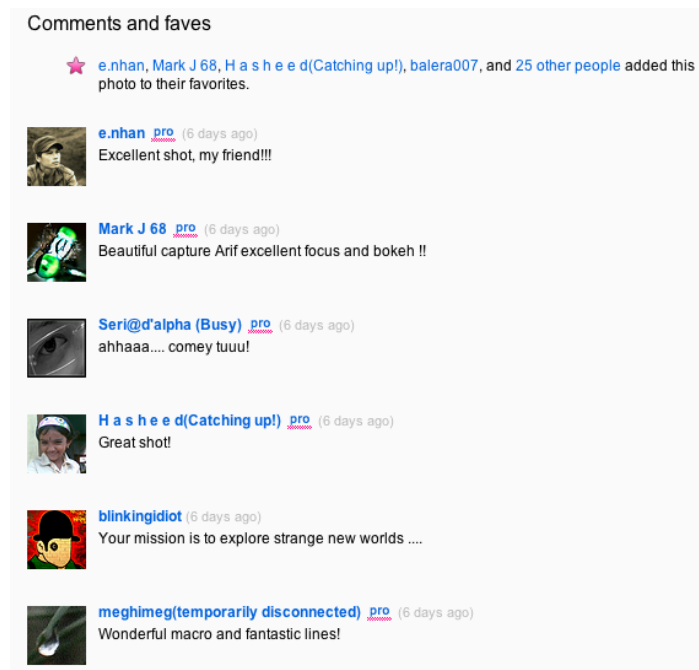 Comments and faves
e.nhan, Mark J 68, H a s h e e d(Catching up!), balera007, and 25 other people added this
photo to their favorites.
e.nhan pro (6 days ago)
Excellent shot, my friend!!!
Mark J 68 pro (6 days ago)
Beautiful capture Arif excellent focus and bokeh !!
Seri@d'alpha (Busy) pro (6 days ago)
ahhaaa.... comey tuuu!
H a s h e e d(Catching up!) pro (6 days ago)
Great shot!
blinkingidiot (6 days ago)
Your mission is to explore strange new worlds ....
meghimeg(temporarily disconnected) pro (6 days ago)
Wonderful macro and fantastic lines!